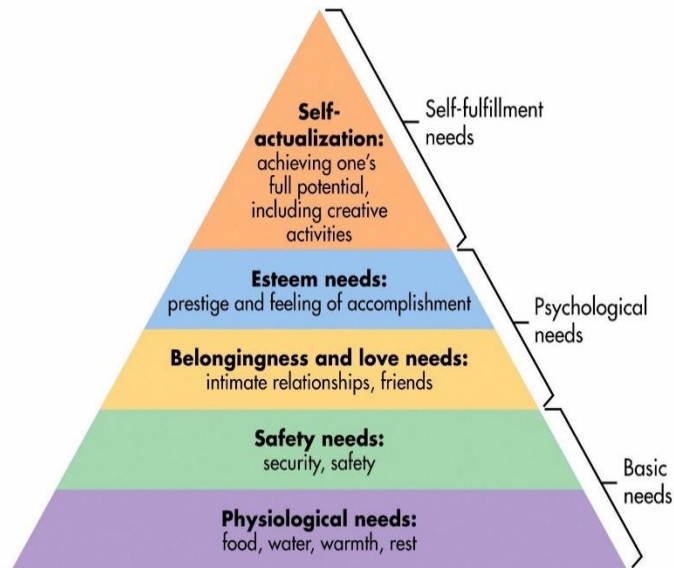 Self-
actualization:
achieving one's
full potential,
including creative
activities
Self-fulfillment
needs
Esteem needs:
prestige and feeling of accomplishment
Psychological
needs
Belongingness and love needs:
intimate relationships, friends
Safety needs:
security, safety
Basic
needs
Physiological needs:
food, water, warmth, rest